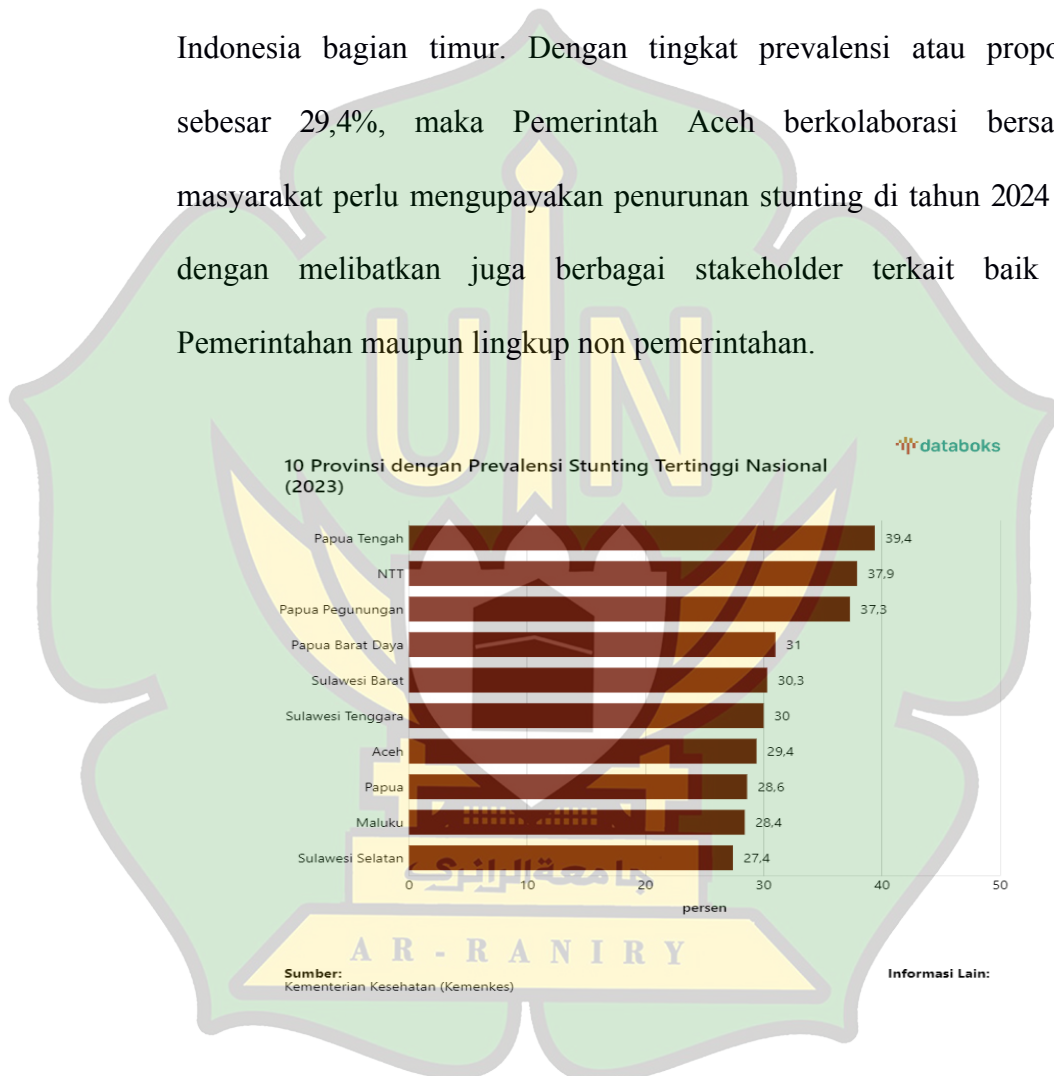 Indonesia bagian timur. Dengan tingkat prevalensi atau
sebesar 29,4%, maka Pemerintah Aceh berkolaborasi
masyarakat perlu mengupayakan penurunan stunting di tahun 2024
dengan melibatkan juga berbagai stakeholder terkait baik
Pemerintahan maupun lingkup non pemerintahan.
UIN
databoks
10 Provinsi dengan Prevalensi Stunting Tertinggi Nasional
(2023)
Papua Tengah 39,4
NTT 37,9
Papua Pegunungan 37,3
Papua Barat Daya 31
Sulawesi Barat 30,3
Sulawesi Tenggara 30
Aceh 29,4
Papua 28,6
Maluku 28,4
Sulawesi Selatan 27,4
0 10 20 30 40 50
persen
جامعة الرانري
AR-RANIRY
Sumber: Informasi Lain:
Kementerian Kesehatan (Kemenkes)